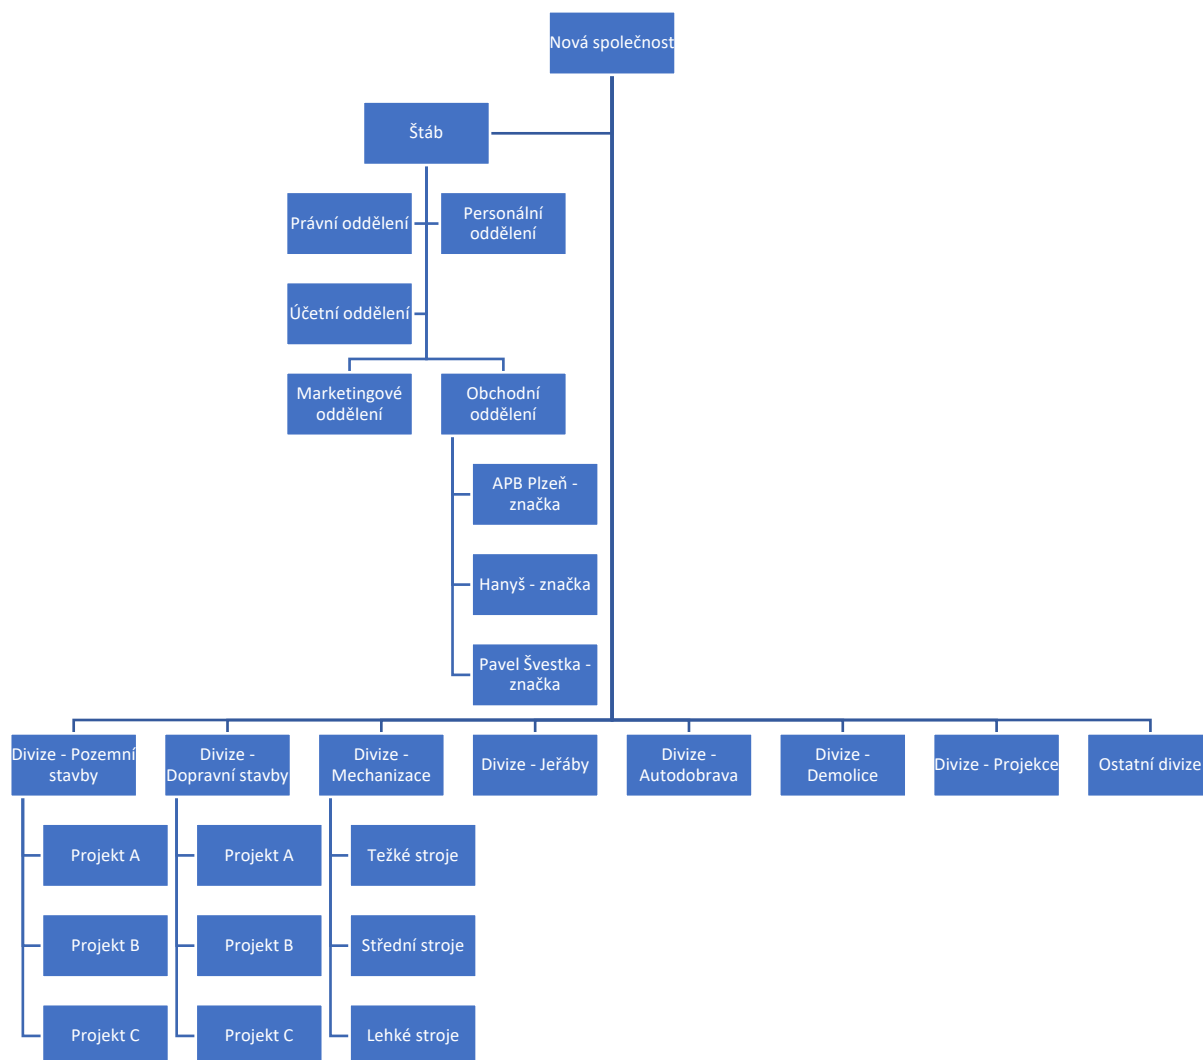 Nová společnost
Štáb
Právní oddělení
Personální
oddělení
Účetní oddělení
Marketingové
oddělení
Obchodní
oddělení
APB Plzeň -
značka
Hanyš - značka
Pavel Švestka -
značka
Divize - Pozemní
stavby
Divize -
Dopravní stavby
Divize -
Mechanizace
Divize - Jeřáby
Divize -
Autodobrava
Divize -
Demolice
Divize - Projekce
Ostatní divize
Projekt A
Projekt A
Težké stroje
Projekt B
Projekt B
Střední stroje
Projekt C
Projekt C
Lehké stroje